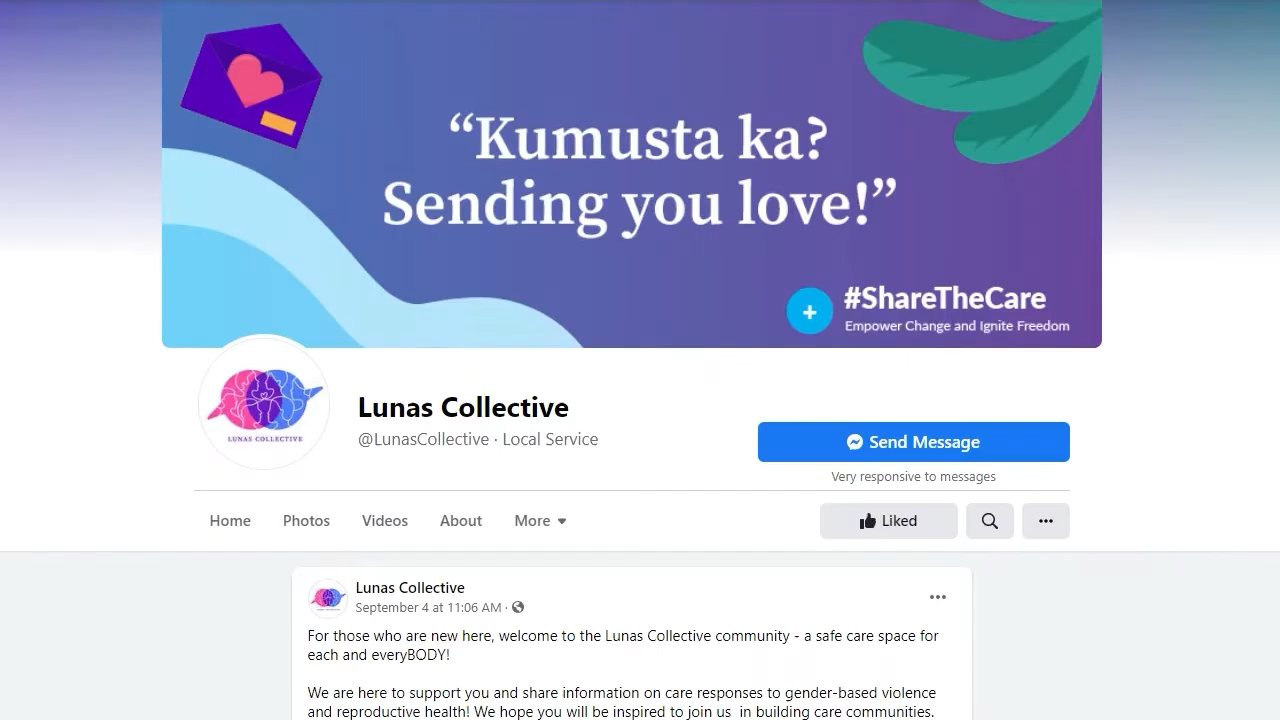 “Kumusta ka?
Sending you love!”
+
#ShareTheCare
Empower Change and Ignite Freedom
LUNAS COLLECTIVE
Lunas Collective
@LunasCollective · Local Service
Send Message
Very responsive to messages
Home Photos Videos About More
Liked
Lunas Collective
September 4 at 11:06 AM ·
For those who are new here, welcome to the Lunas Collective community - a safe care space for
each and everyBODY!
We are here to support you and share information on care responses to gender-based violence
and reproductive health! We hope you will be inspired to join us  in building care communities.